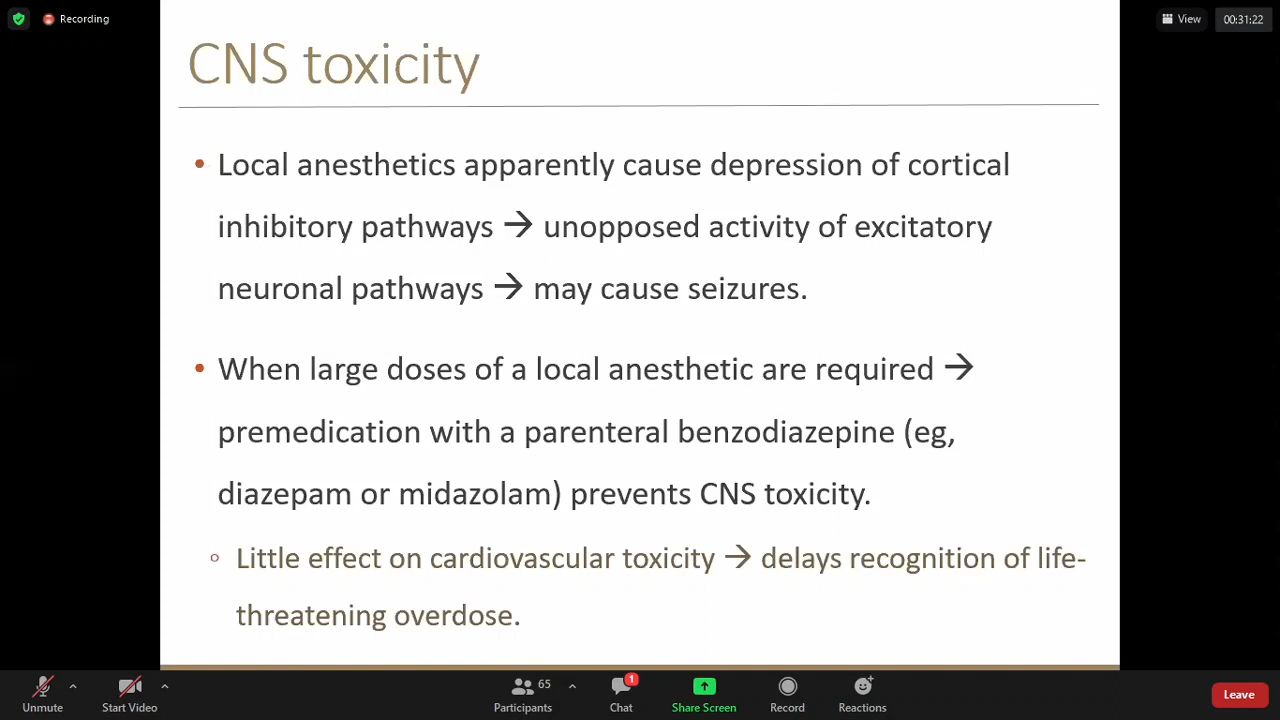 Recording
View
00:31:22
CNS toxicity
• Local anesthetics apparently cause depression of cortical
inhibitory pathways → unopposed activity of excitatory
neuronal pathways → may cause seizures.
• When large doses of a local anesthetic are required →
premedication with a parenteral benzodiazepine (eg,
diazepam or midazolam) prevents CNS toxicity.
◦ Little effect on cardiovascular toxicity → delays recognition of life-
threatening overdose.
Unmute
Start Video
65
Participants
1
Chat
Share Screen
Record
Reactions
Leave